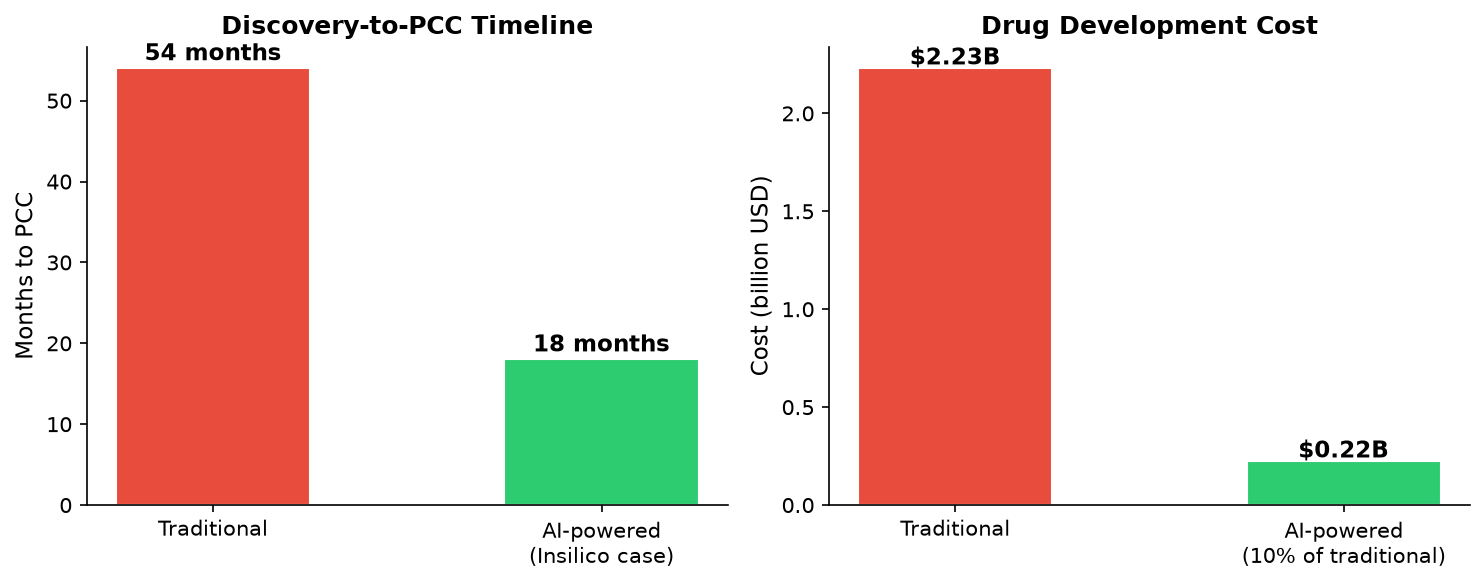 Discovery-to-PCC Timeline
54 months
50
40
30
20
10
0
Months to PCC
18 months
Traditional
AI-powered
(Insilico case)
Drug Development Cost
$2.23B
2.0
1.5
1.0
0.5
0.0
Cost (billion USD)
$0.22B
Traditional
AI-powered
(10% of traditional)